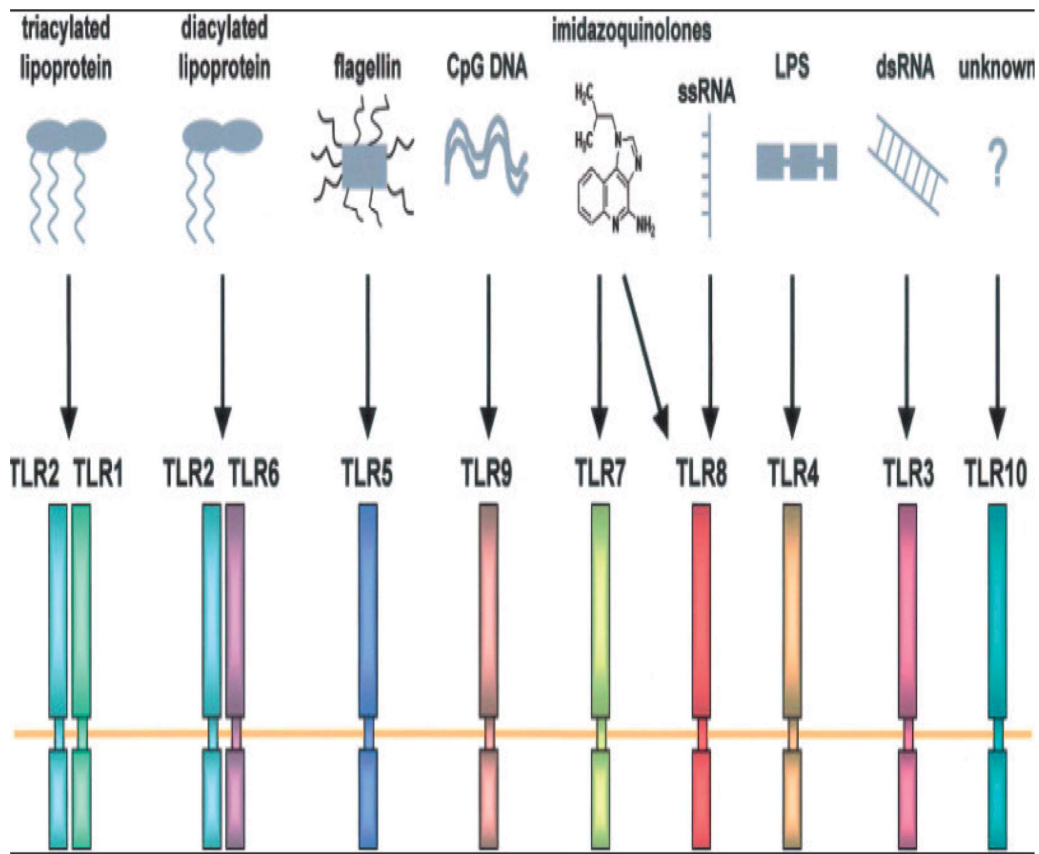 triacylated
lipoprotein
diacylated
lipoprotein
flagellin
CpG DNA
imidazoquinolones
ssRNA
LPS
dsRNA
unknown
H₂C
H₃C
N
N
N
NH₂
?
TLR2 TLR1
TLR2 TLR6
TLR5
TLR9
TLR7
TLR8
TLR4
TLR3
TLR10